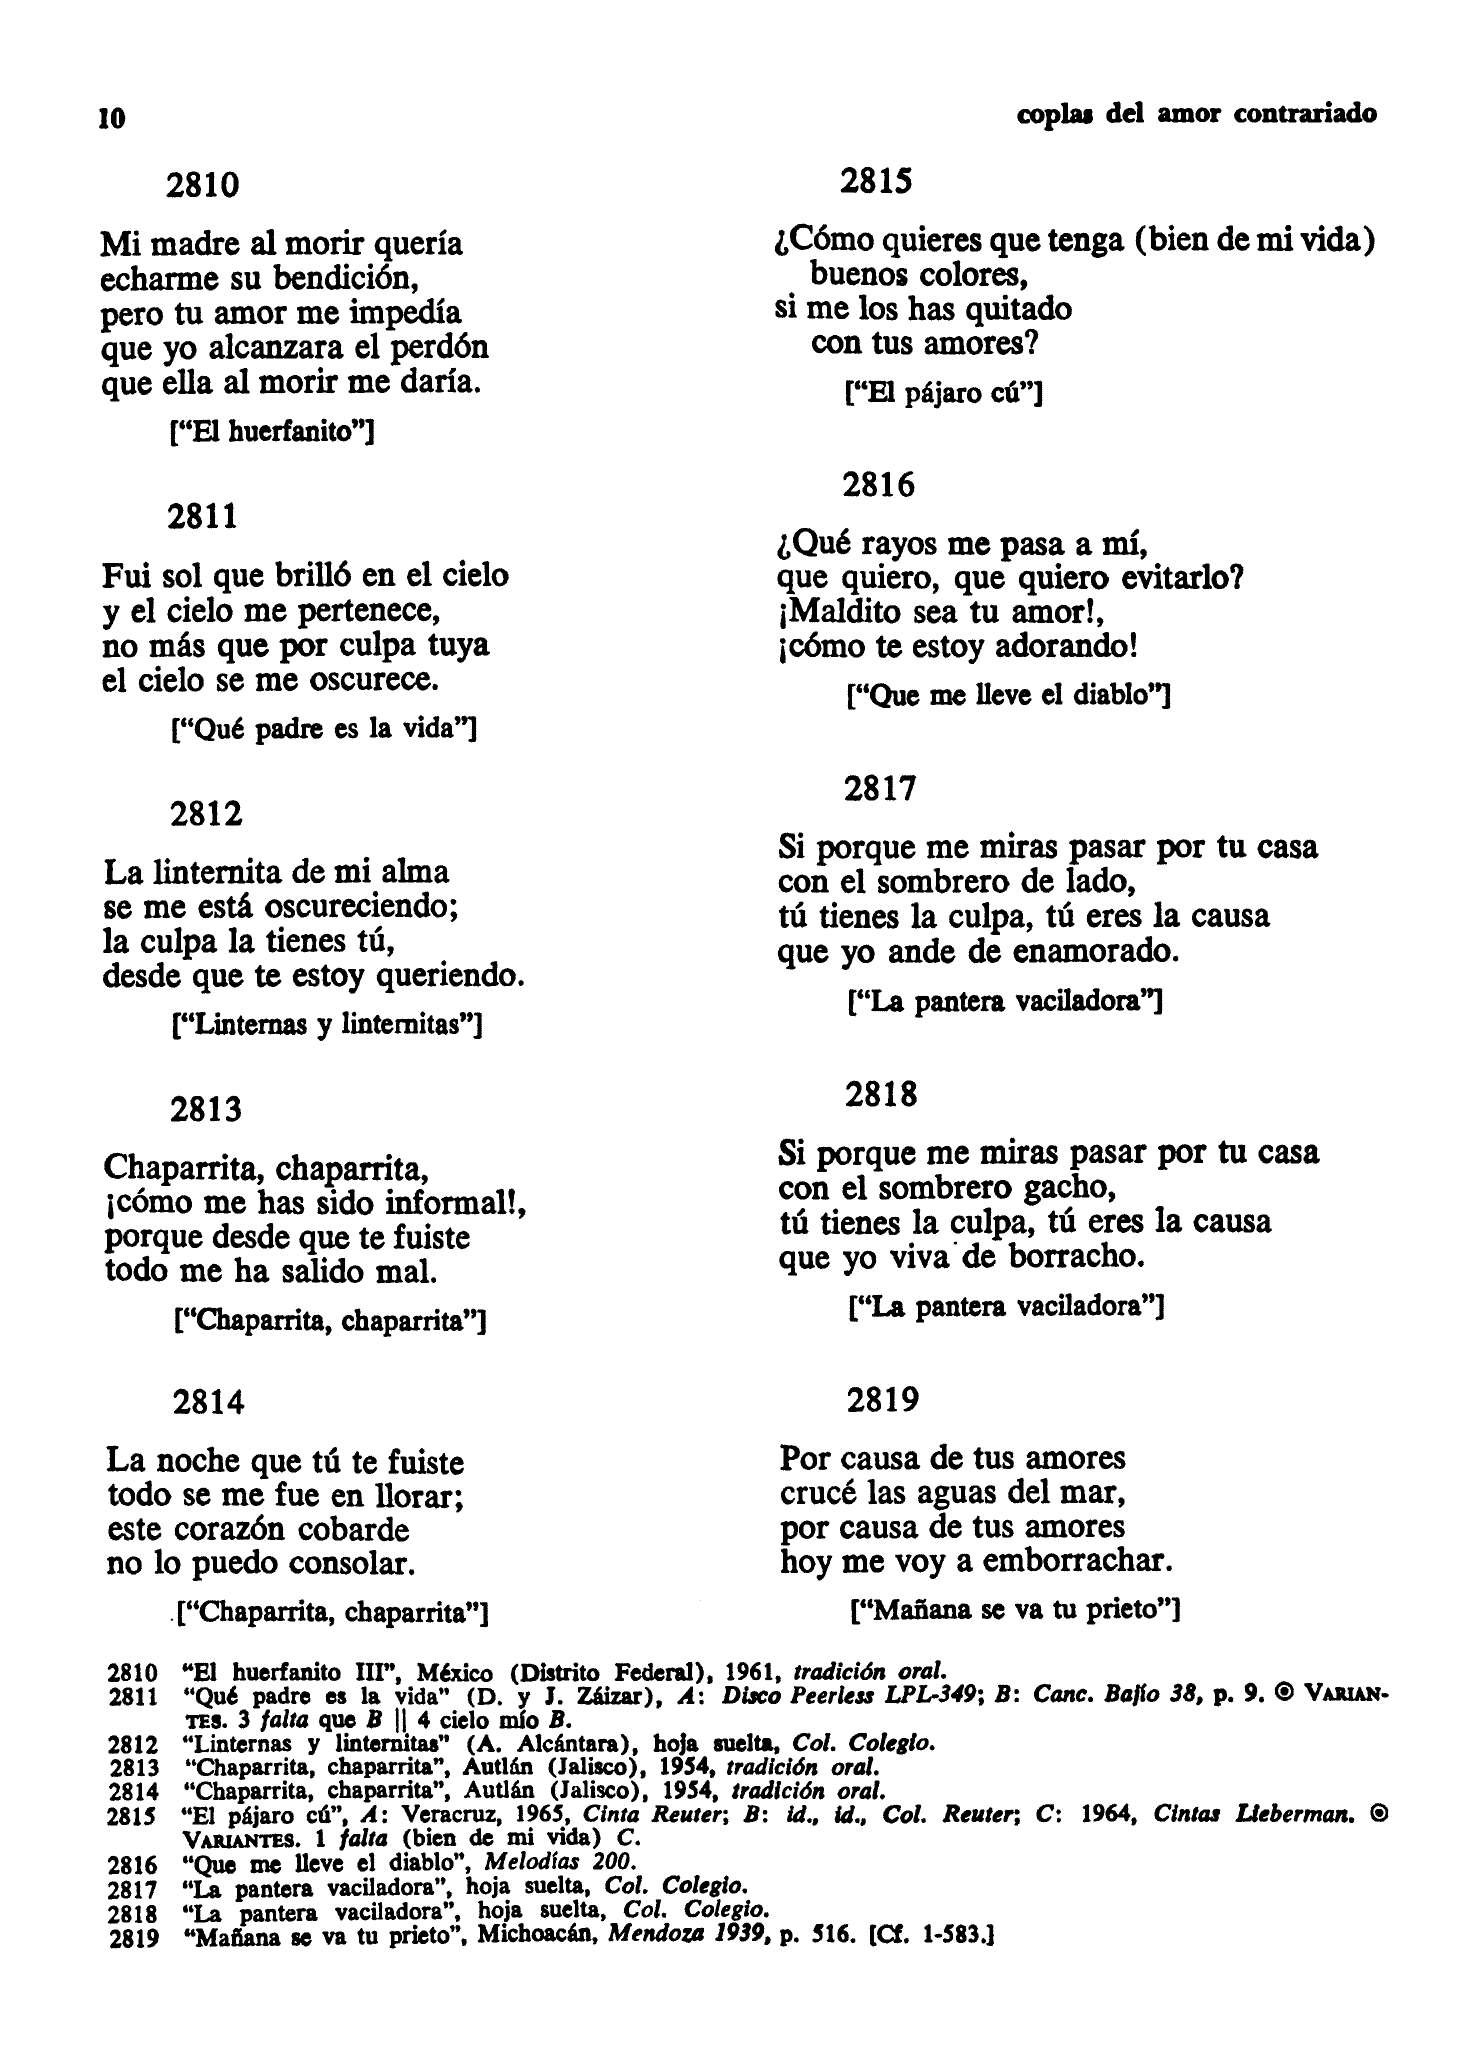 10
coplas del amor contrariado
2810
Mi madre al morir quería
echarme su bendición,
pero tu amor me impedía
que yo alcanzara el perdón
que ella al morir me daría.
["El huerfanito"]
2811
Fui sol que brilló en el cielo
y el cielo me pertenece,
no más que por culpa tuya
el cielo se me oscurece.
["Qué padre es la vida"]
2812
La linternita de mi alma
se me está oscureciendo;
la culpa la tienes tú,
desde que te estoy queriendo.
["Linternas y linternitas"]
2813
Chaparrita, chaparrita,
¡cómo me has sido informal!,
porque desde que te fuiste
todo me ha salido mal.
["Chaparrita, chaparrita"]
2814
La noche que tú te fuiste
todo se me fue en llorar;
este corazón cobarde
no lo puedo consolar.
["Chaparrita, chaparrita"]
2815
¿Cómo quieres que tenga (bien de mi vida)
buenos colores,
si me los has quitado
con tus amores?
["El pájaro cú"]
2816
¿Qué rayos me pasa a mí,
que quiero, que quiero evitarlo?
¡Maldito sea tu amor!,
¡cómo te estoy adorando!
["Que me lleve el diablo"]
2817
Si porque me miras pasar por tu casa
con el sombrero de lado,
tú tienes la culpa, tú eres la causa
que yo ande de enamorado.
["La pantera vaciladora"]
2818
Si porque me miras pasar por tu casa
con el sombrero gacho,
tú tienes la culpa, tú eres la causa
que yo viva de borracho.
["La pantera vaciladora"]
2819
Por causa de tus amores
crucé las aguas del mar,
por causa de tus amores
hoy me voy a emborrachar.
["Mañana se va tu prieto"]
2810 "El huerfanito III", México (Distrito Federal), 1961, tradición oral.
2811 "Qué padre es la vida" (D. y J. Záizar), A: Disco Peerless LPL-349; B: Canc. Bajío 38, p. 9. ⊚ VARIAN-
TES. 3 falta que B || 4 cielo mío B.
2812 "Linternas y linternitas" (A. Alcántara), hoja suelta, Col. Colegio.
2813 "Chaparrita, chaparrita", Autlán (Jalisco), 1954, tradición oral.
2814 "Chaparrita, chaparrita", Autlán (Jalisco), 1954, tradición oral.
2815 "El pájaro cú", A: Veracruz, 1965, Cinta Reuter; B: id., id., Col. Reuter; C: 1964, Cintas Lieberman. ⊚
VARIANTES. 1 falta (bien de mi vida) C.
2816 "Que me lleve el diablo", Melodías 200.
2817 "La pantera vaciladora", hoja suelta, Col. Colegio.
2818 "La pantera vaciladora", hoja suelta, Col. Colegio.
2819 "Mañana se va tu prieto", Michoacán, Mendoza 1939, p. 516. [Cf. 1-583.]